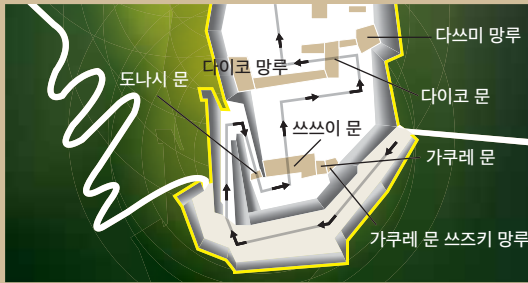 다쓰미 망루
다이코 망루
도나시 문
다이코 문
쓰쓰이 문
가쿠레 문
가쿠레 문 쓰즈키 망루